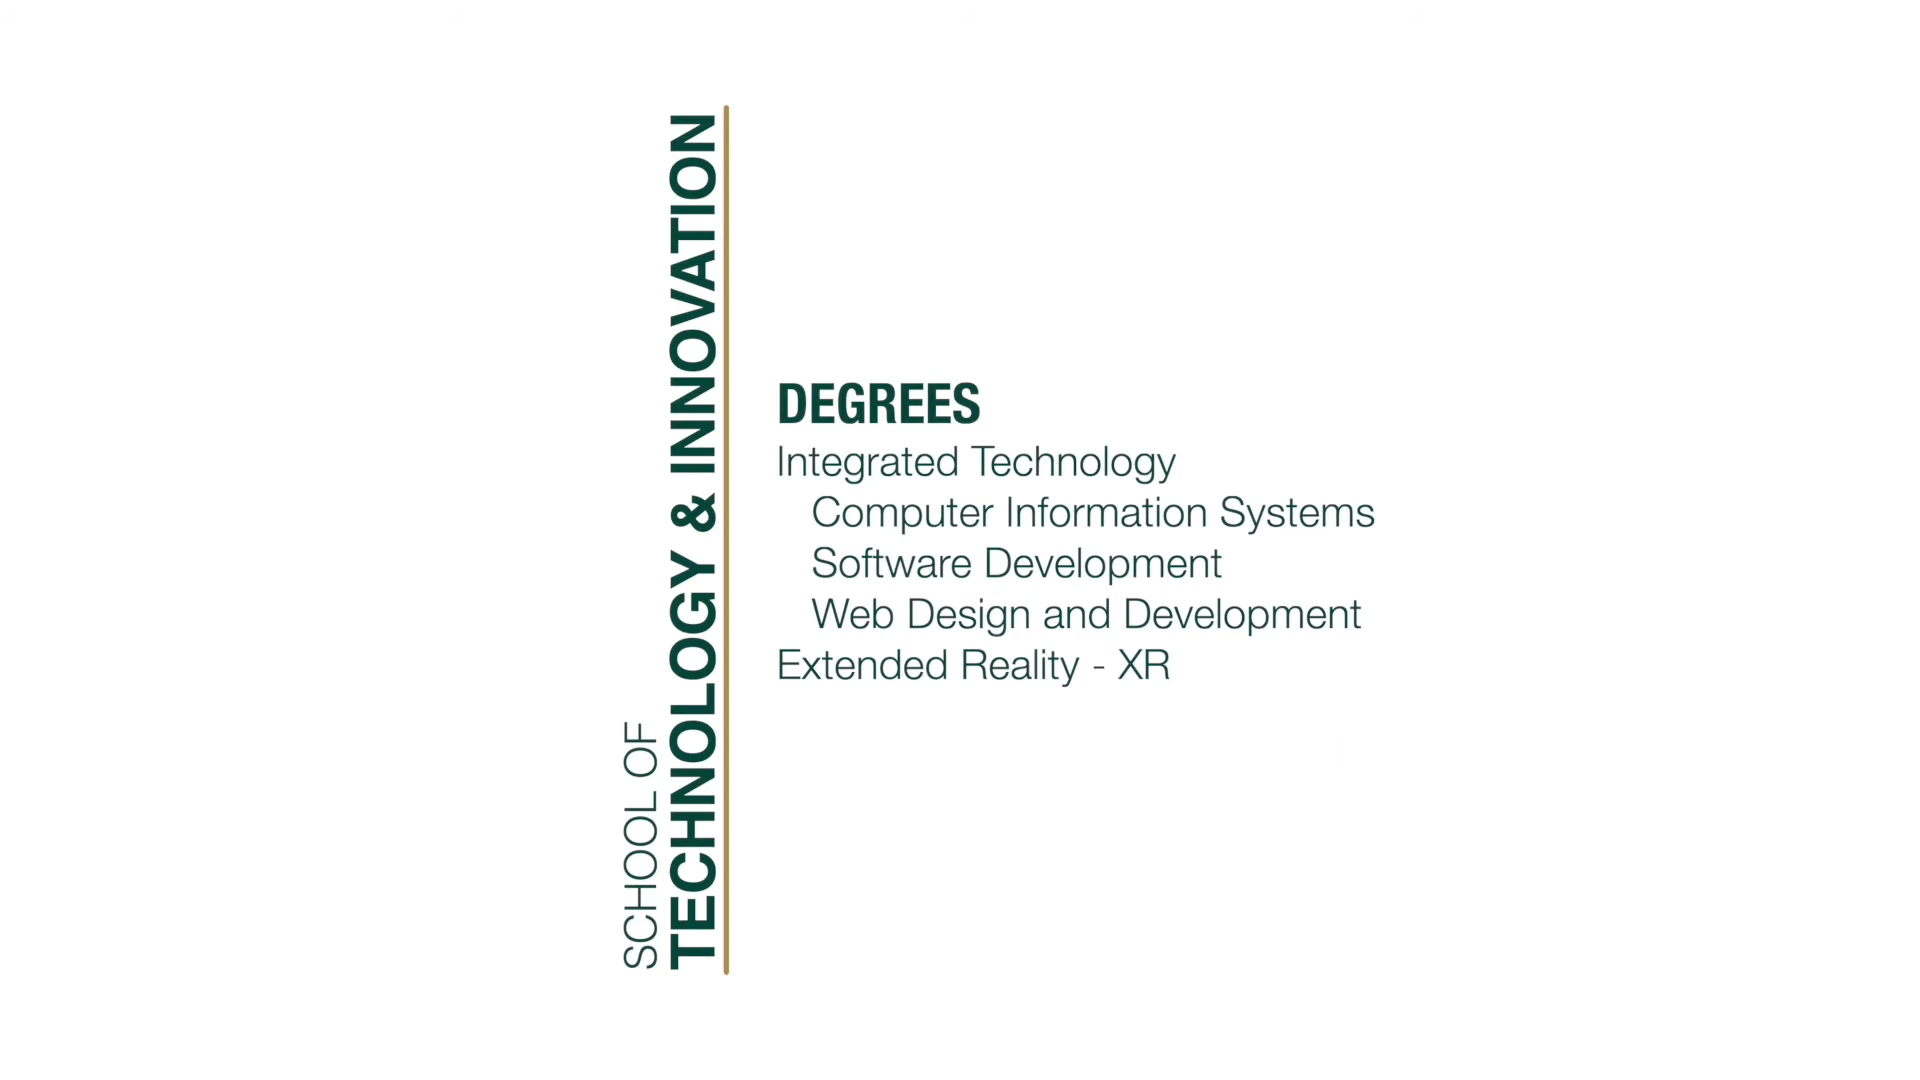 SCHOOL OF
TECHNOLOGY & INNOVATION
DEGREES
Integrated Technology
Computer Information Systems
Software Development
Web Design and Development
Extended Reality - XR